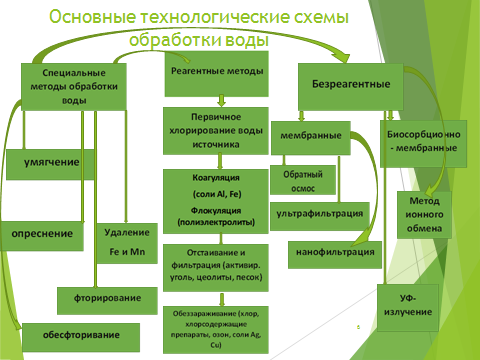 Основные технологические схемы
обработки воды
Специальные
методы обработки
воды
Реагентные методы
Безреагентные
умягчение
опреснение
Удаление
Fe и Mn
фторирование
обесфторивание
Первичное
хлорирование воды
источника
Коагуляция
(соли Al, Fe)
Флокуляция
(полиэлектролиты)
Отстаивание и
фильтрация (активир.
уголь, цеолиты, песок)
Обеззараживание (хлор,
хлорсодержащие
препараты, озон, соли Ag,
Cu)
мембранные
Обратный
осмос
ультрафильтрация
нанофильтрация
Биосорбционно
- мембранные
Метод
ионного
обмена
УФ-
излучение